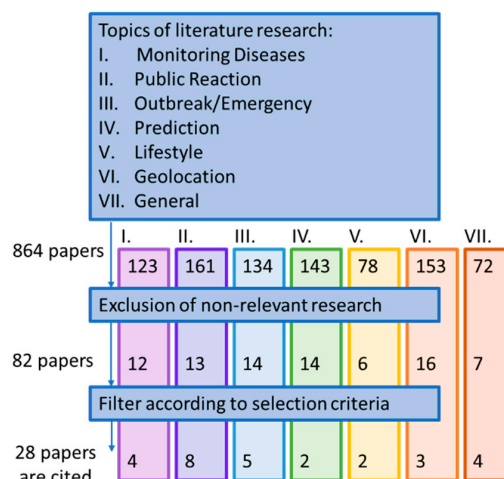 Topics of literature research:
I. Monitoring Diseases
II. Public Reaction
III. Outbreak/Emergency
IV. Prediction
V. Lifestyle
VI. Geolocation
VII. General
I. II. III. IV. V. VI. VII.
864 papers
123 161 134 143 78 153 72
Exclusion of non-relevant research
82 papers
12 13 14 14 6 16 7
Filter according to selection criteria
28 papers
are cited
4 8 5 2 2 3 4